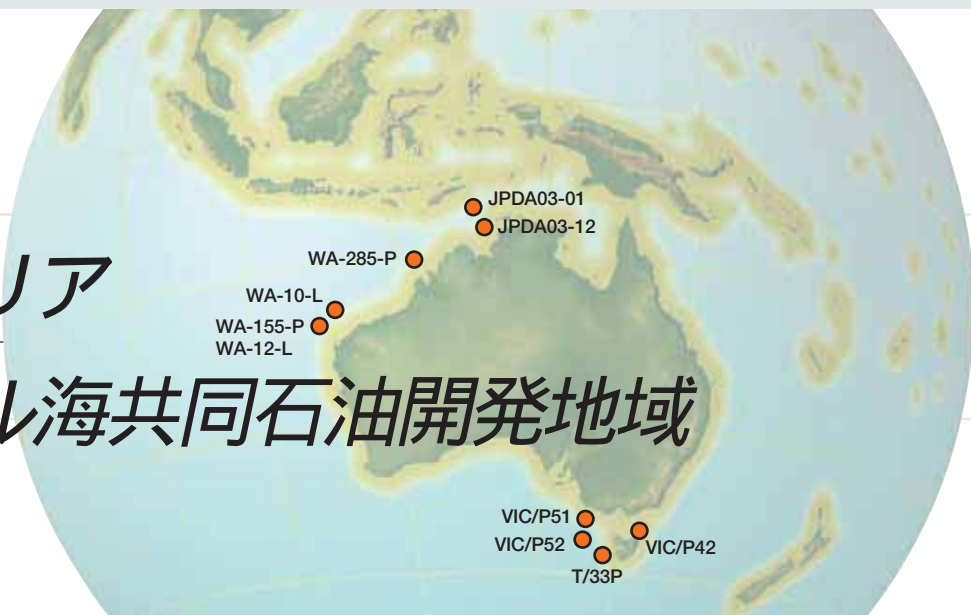 JPDA03-01
JPDA03-12
WA-285-P
リア
WA-10-L
WA-155-P
WA-12-L
ル海共同石油開発地域
VIC/P51
VIC/P52
VIC/P42
T/33P